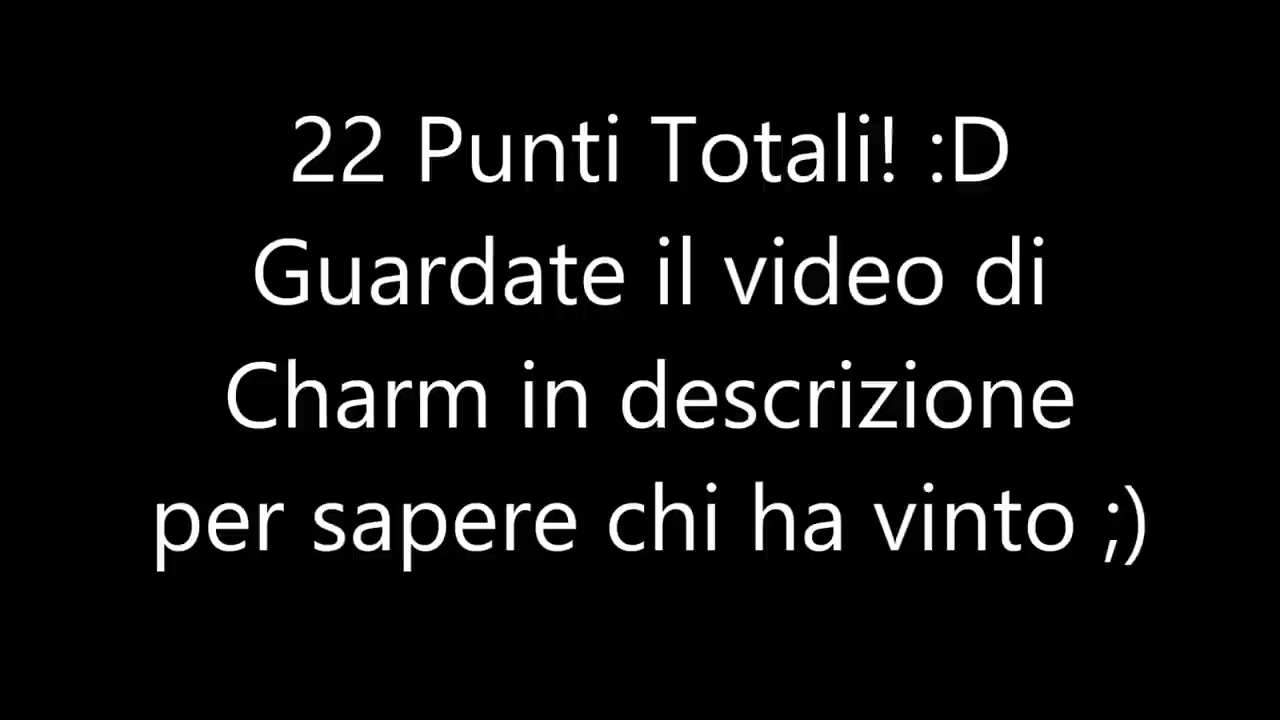 22 Punti Totali! :D
Guardate il video di
Charm in descrizione
per sapere chi ha vinto ;)